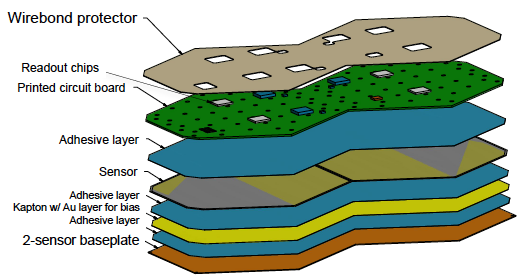 Wirebond protector
Readout chips
Printed circuit board
Adhesive layer
Sensor
Adhesive layer
Kapton w/ Au layer for bias
Adhesive layer
2-sensor baseplate